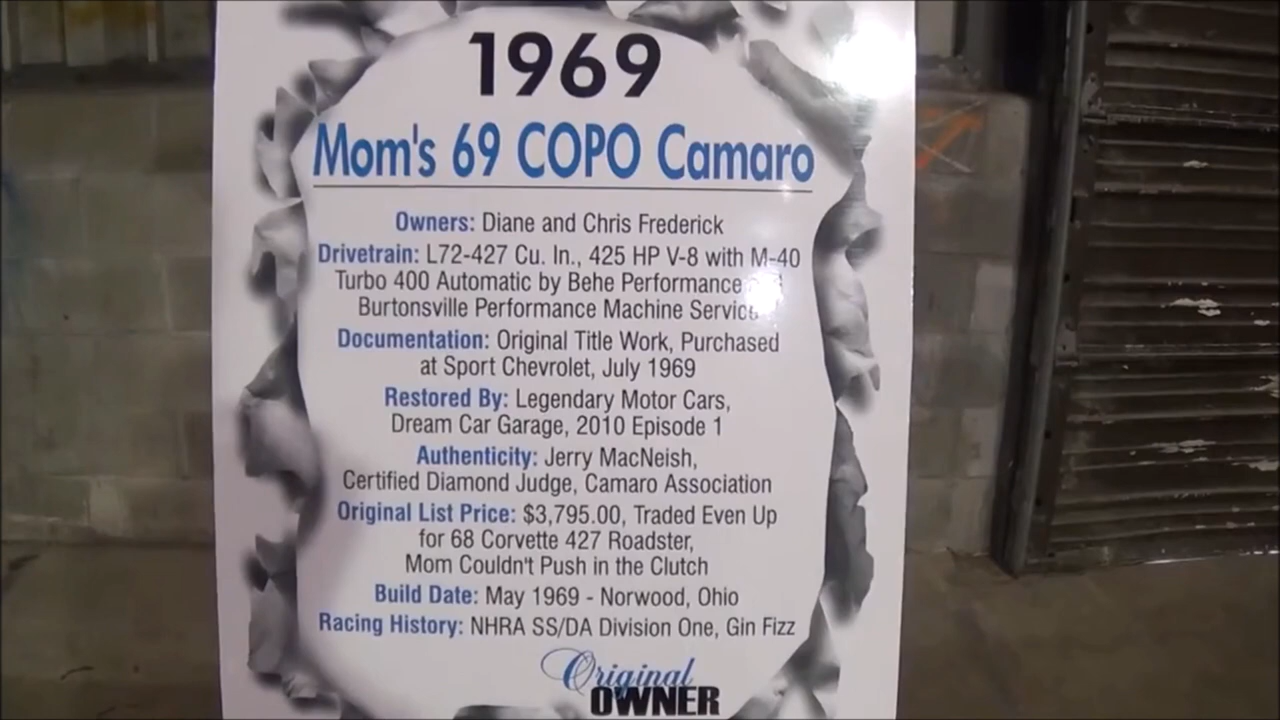 1969
Mom's 69 COPO Camaro
Owners: Diane and Chris Frederick
Drivetrain: L72-427 Cu. In., 425 HP V-8 with M-40
Turbo 400 Automatic by Behe Performance
Burtonsville Performance Machine Service
Documentation: Original Title Work, Purchased
at Sport Chevrolet, July 1969
Restored By: Legendary Motor Cars,
Dream Car Garage, 2010 Episode 1
Authenticity: Jerry MacNeish,
Certified Diamond Judge, Camaro Association
Original List Price: $3,795.00, Traded Even Up
for 68 Corvette 427 Roadster,
Mom Couldn't Push in the Clutch
Build Date: May 1969 - Norwood, Ohio
Racing History: NHRA SS/DA Division One, Gin Fizz
Original
OWNER